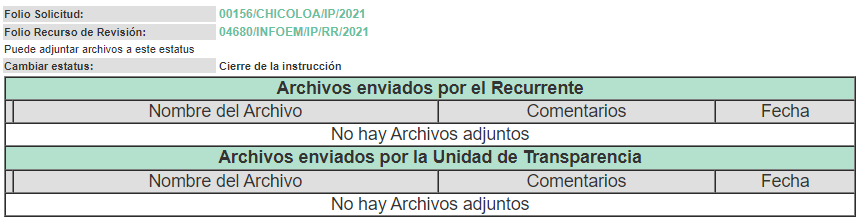 Folio Solicitud: 00156/CHICOLOA/IP/2021
Folio Recurso de Revisión: 04680/INFOEM/IP/RR/2021
Puede adjuntar archivos a este estatus
Cambiar estatus: Cierre de la instrucción
Archivos enviados por el Recurrente
Nombre del Archivo Comentarios Fecha
No hay Archivos adjuntos
Archivos enviados por la Unidad de Transparencia
Nombre del Archivo Comentarios Fecha
No hay Archivos adjuntos